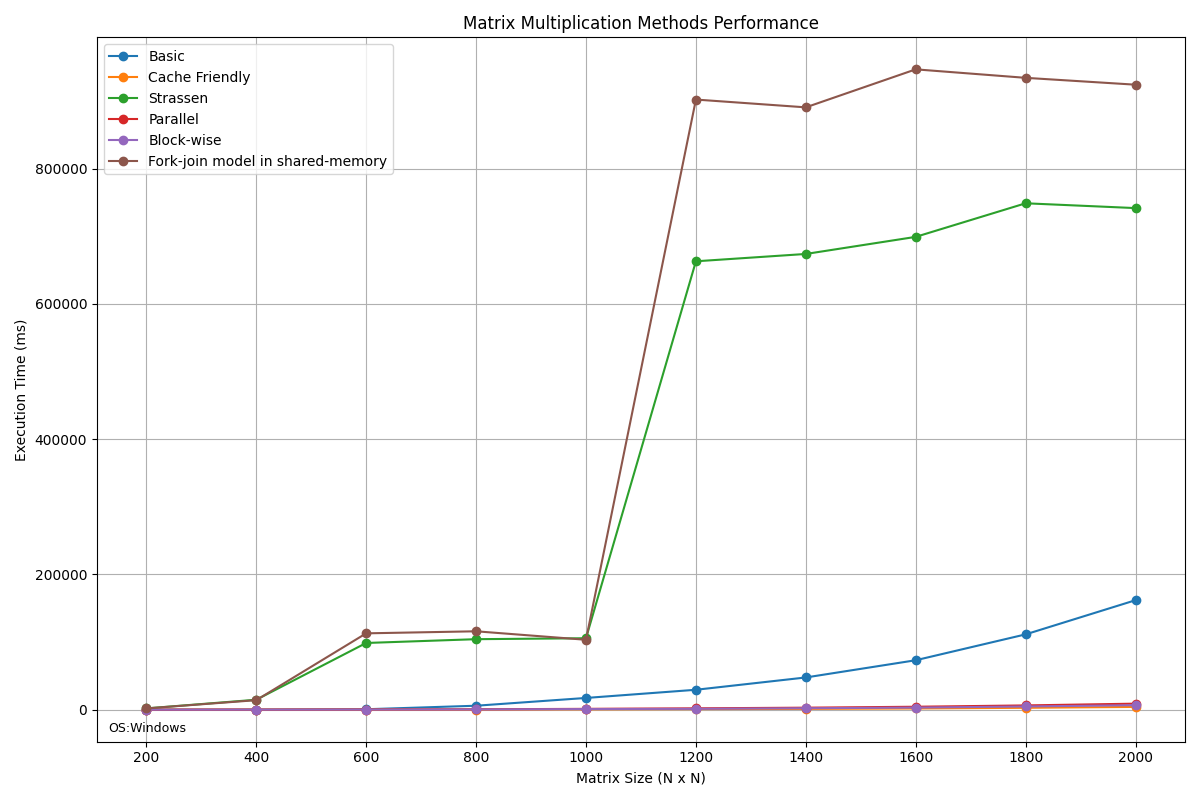 Matrix Multiplication Methods Performance
Basic
Cache Friendly
Strassen
Parallel
Block-wise
Fork-join model in shared-memory
Execution Time (ms)
800000
600000
400000
200000
0
OS:Windows
200 400 600 800 1000 1200 1400 1600 1800 2000
Matrix Size (N x N)